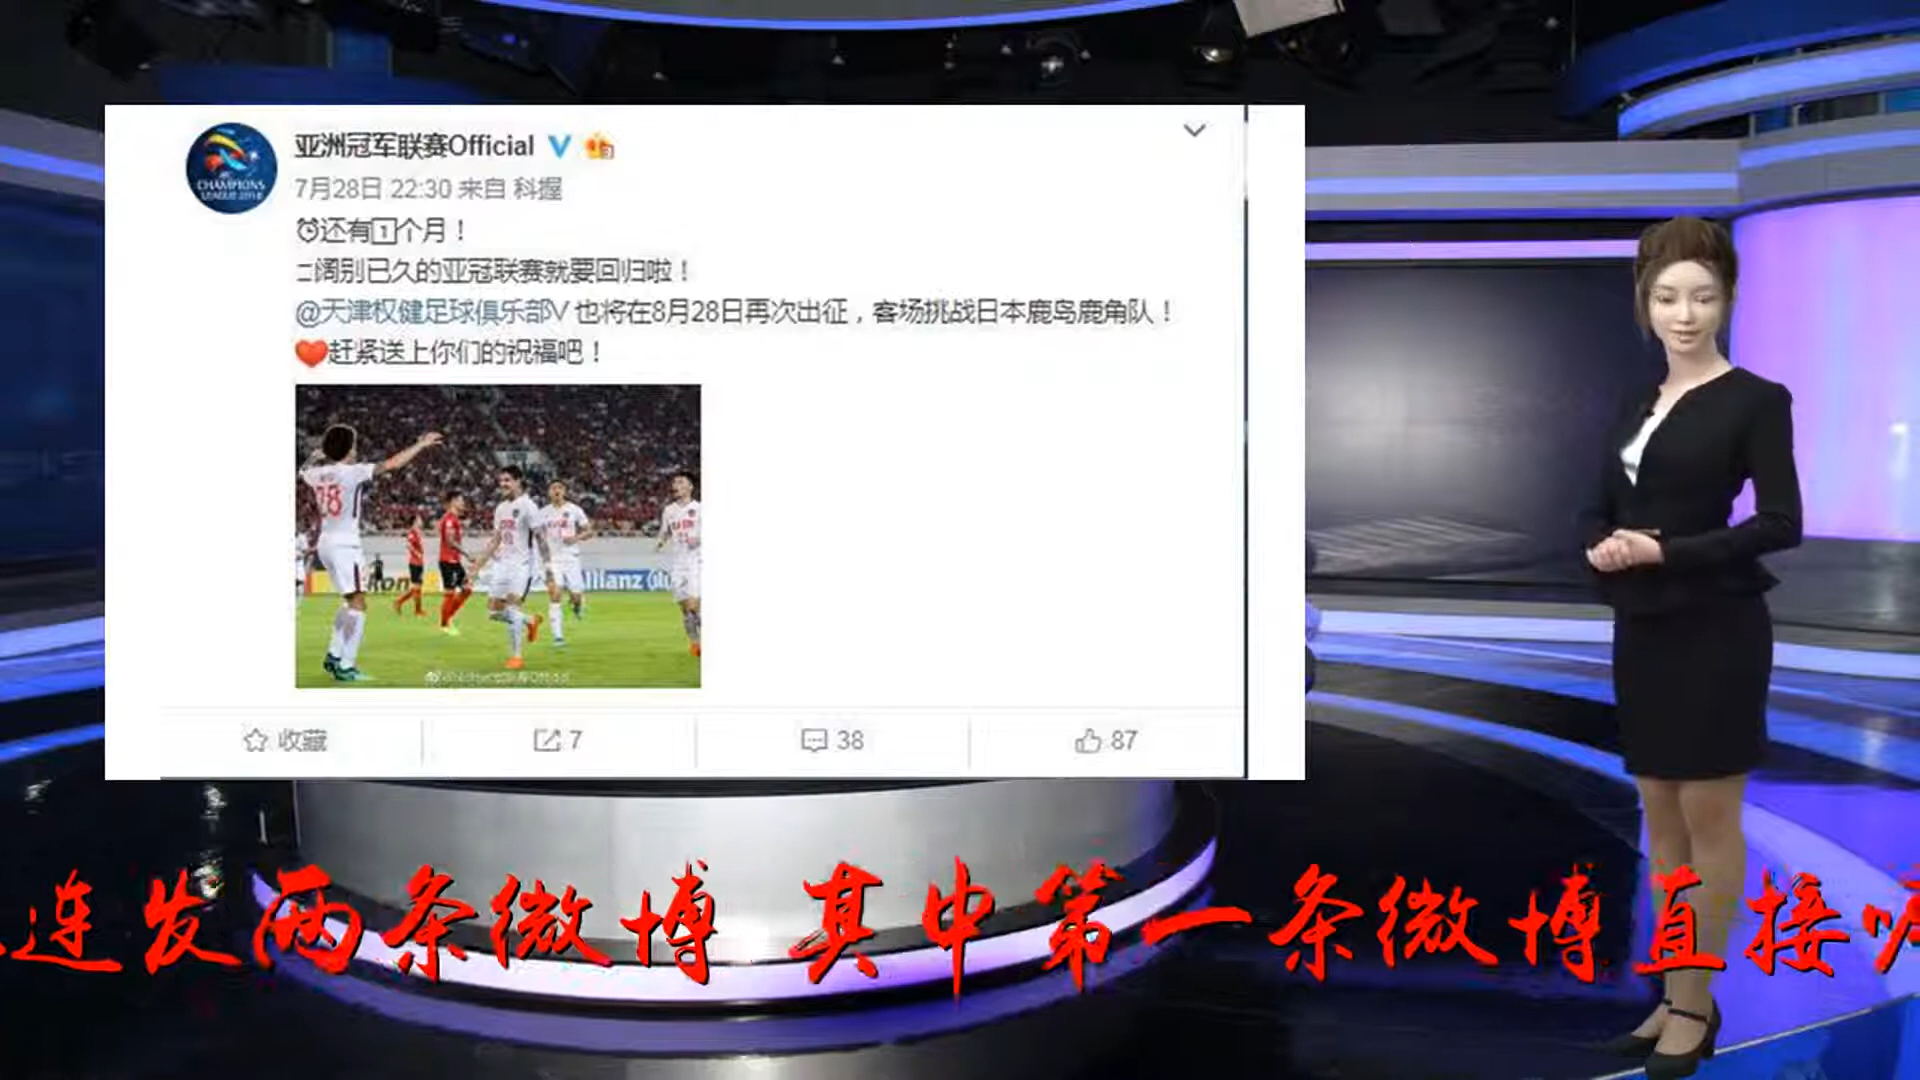 亚洲冠军联赛Official
CHAMPIONS
LEAGUE 2018
7月28日 22:30 来自 科握
⏰还有1个月！
阔别已久的亚冠联赛就要回归啦！
@天津权健足球俱乐部V 也将在8月28日再次出征，客场挑战日本鹿岛鹿角队！
❤赶紧送上你们的祝福吧！
28
Allianz
收藏
7
38
87
连发两条微博 其中第一条微博直接